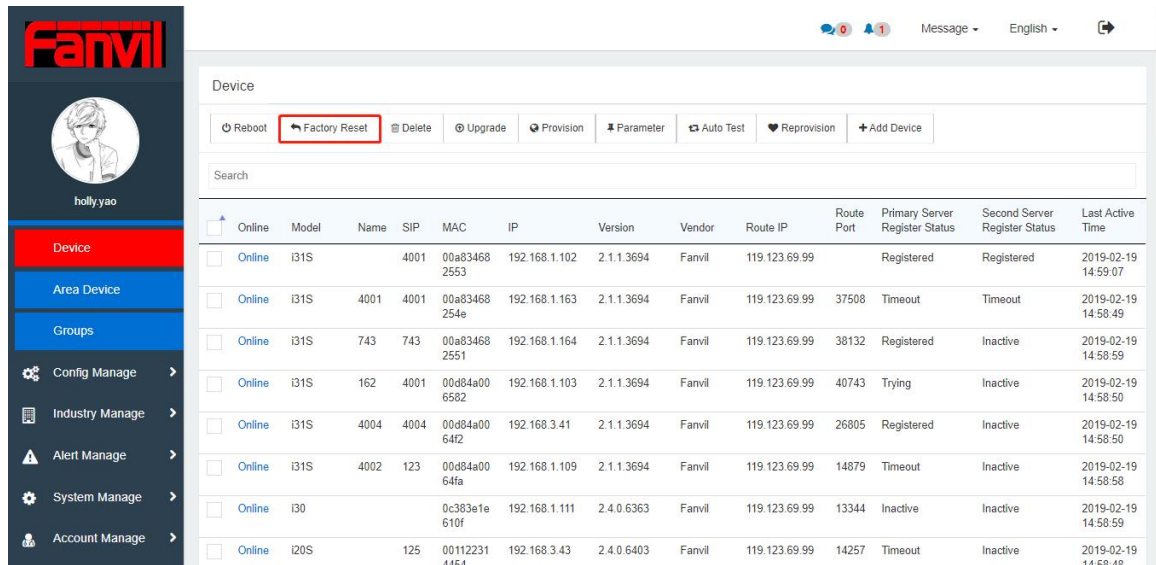 Fanvil
0 1 Message English
Device
Reboot Factory Reset Delete Upgrade Provision Parameter Auto Test Reprovision Add Device
Search
holly.yao
Device
Area Device
Groups
Config Manage
Industry Manage
Alert Manage
System Manage
Account Manage
Online Model Name SIP MAC IP Version Vendor Route IP Route Port Primary Server Register Status Second Server Register Status Last Active Time
Online i31S 4001 00a83468 192.168.1.102 2.1.1.3694 Fanvil 119.123.69.99 Registered Registered 2019-02-19
2553 14:59:07
Online i31S 4001 4001 00a83468 192.168.1.163 2.1.1.3694 Fanvil 119.123.69.99 37508 Timeout Timeout 2019-02-19
254e 14:58:49
Online i31S 743 743 00a83468 192.168.1.164 2.1.1.3694 Fanvil 119.123.69.99 38132 Registered Inactive 2019-02-19
2551 14:58:59
Online i31S 162 4001 00d84a00 192.168.1.103 2.1.1.3694 Fanvil 119.123.69.99 40743 Trying Inactive 2019-02-19
6582 14:58:50
Online i31S 4004 4004 00d84a00 192.168.3.41 2.1.1.3694 Fanvil 119.123.69.99 26805 Registered Inactive 2019-02-19
64f2 14:58:50
Online i31S 4002 123 00d84a00 192.168.1.109 2.1.1.3694 Fanvil 119.123.69.99 14879 Timeout Inactive 2019-02-19
64fa 14:58:58
Online i30 0c383e1e 192.168.1.111 2.4.0.6363 Fanvil 119.123.69.99 13344 Inactive Inactive 2019-02-19
610f 14:58:59
Online i20S 125 00112231 192.168.3.43 2.4.0.6403 Fanvil 119.123.69.99 14257 Timeout Inactive 2019-02-19